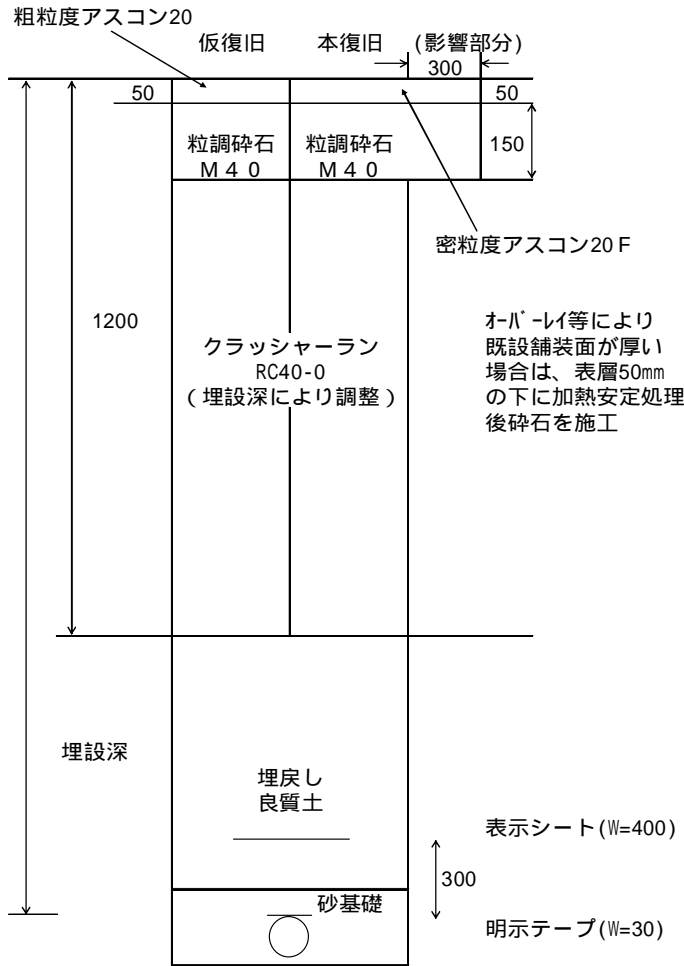 粗粒度アスコン20
仮復旧 本復旧 (影響部分)
300
50 50
粒調砕石 粒調砕石 150
M40 M40
密粒度アスコン20F
1200
クラッシャーラン
RC40-0
(埋設深により調整)
オーバーレイ等により
既設舗装面が厚い
場合は、表層50mm
の下に加熱安定処理
後砕石を施工
埋設深
埋戻し
良質土
表示シート(W=400)
300
砂基礎
明示テープ(W=30)